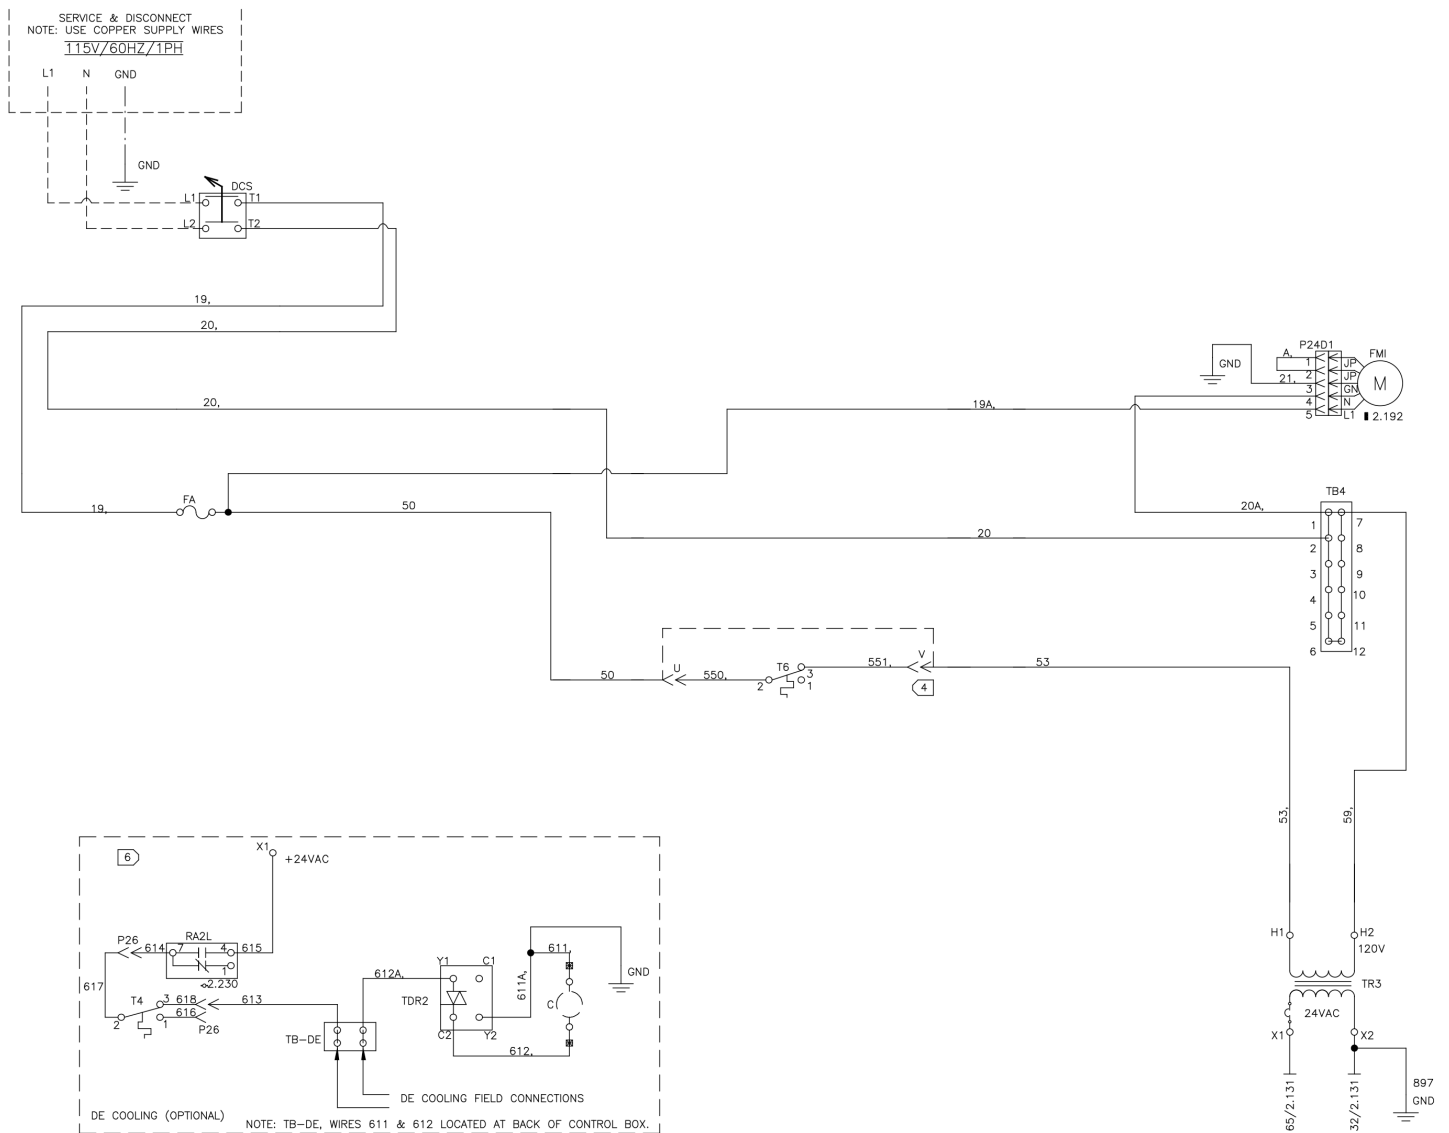 SERVICE & DISCONNECT
NOTE: USE COPPER SUPPLY WIRES
115V/60HZ/1PH
L1 N GND
GND
DCS
L1 T1
L2 T2
19,
20,
P24D1
A, 1 JP FMI
GND 2 JP M
21, 3 GN
4 N
20, 19A, 5 L1 2.192
FA
19, 50
TB4
20A,
1 7
20
2 8
3 9
4 10
5 11
6 12
U T6 551, V 53
50 550, 2 3 1
4
53, 59,
6
X1
+24VAC
RA2L
P26 614 7 4 615
1
2.230
617
T4 3 618 613
616
2 1 P26
612A,
Y1 C1
TDR2
C2 Y2
611A,
611,
C
GND
TB-DE
612,
DE COOLING FIELD CONNECTIONS
DE COOLING (OPTIONAL)
NOTE: TB-DE, WIRES 611 & 612 LOCATED AT BACK OF CONTROL BOX.
H1 H2
120V
TR3
24VAC
X1 X2
65/2.131 32/2.131
897
GND